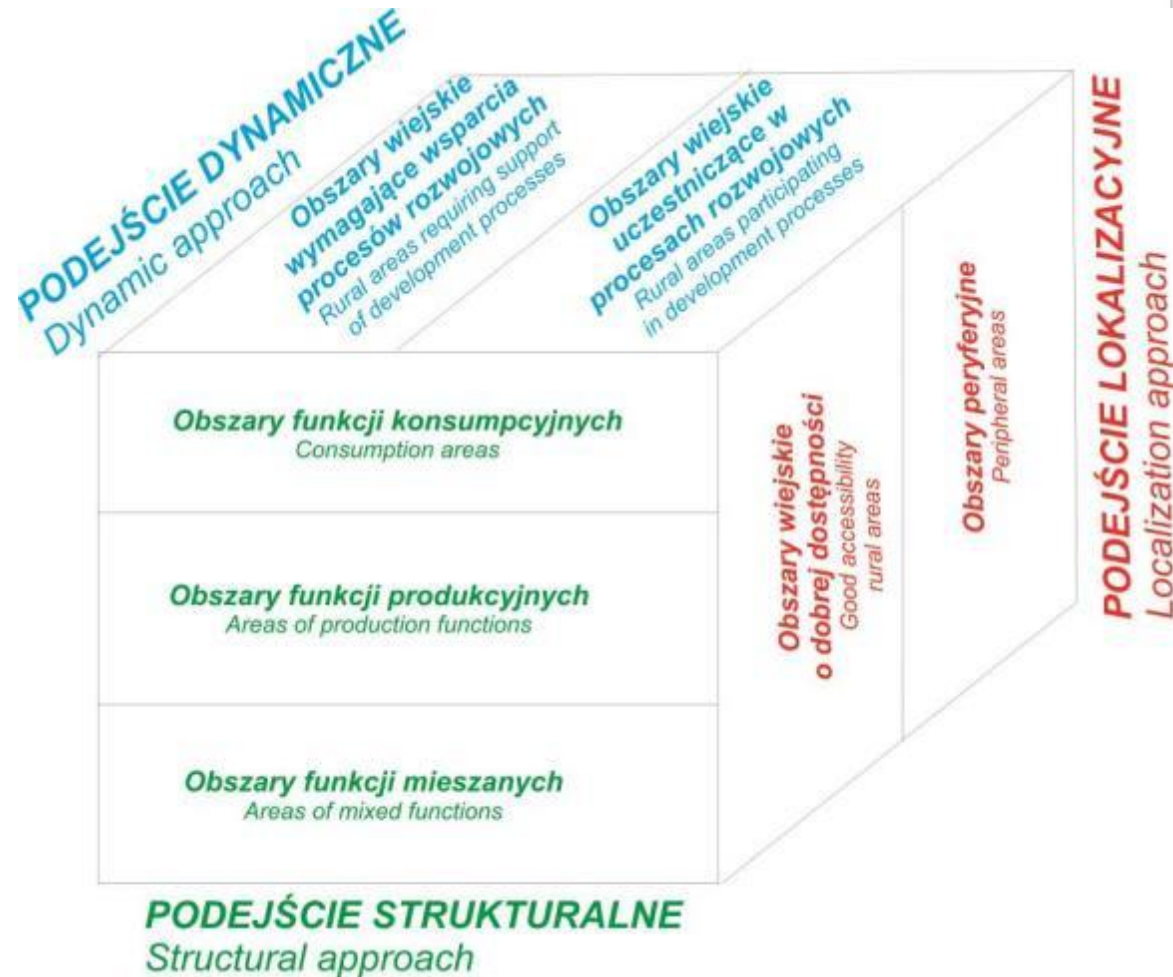 PODEJŚCIE DYNAMICZNE
Dynamic approach
Obszary wiejskie
wymagające wsparcia
procesów rozwojowych
Rural areas requiring support
of development processes
Obszary wiejskie
uczestniczące w
procesach rozwojowych
Rural areas participating
in development processes
Obszary funkcji konsumpcyjnych
Consumption areas
Obszary funkcji produkcyjnych
Areas of production functions
Obszary funkcji mieszanych
Areas of mixed functions
PODEJŚCIE STRUKTURALNE
Structural approach
Obszary wiejskie
o dobrej dostępności
Good accessibility
rural areas
Obszary peryferyjne
Peripheral areas
PODEJŚCIE LOKALIZACYJNE
Localization approach